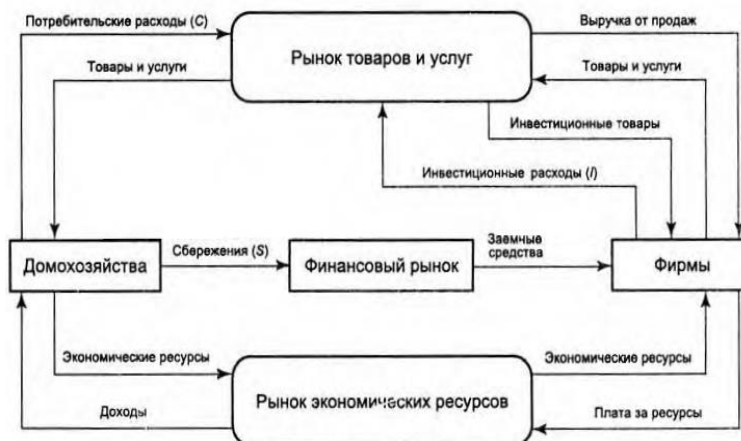 Потребительские расходы (C)
Выручка от продаж
Рынок товаров и услуг
Товары и услуги
Товары и услуги
Инвестиционные товары
Инвестиционные расходы (I)
Сбережения (S)
Заемные
средства
Домохозяйства
Финансовый рынок
Фирмы
Экономические ресурсы
Экономические ресурсы
Рынок экономических ресурсов
Доходы
Плата за ресурсы